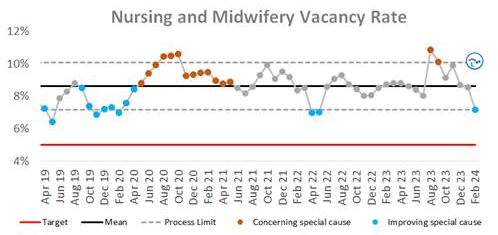 Nursing and Midwifery Vacancy Rate
12%
10%
8%
6%
4%
Apr 19
Jun 19
Aug 19
Oct 19
Dec 19
Feb 20
Apr 20
Jun 20
Aug 20
Oct 20
Dec 20
Feb 21
Apr 21
Jun 21
Aug 21
Oct 21
Dec 21
Feb 22
Apr 22
Jun 22
Aug 22
Oct 22
Dec 22
Feb 23
Apr 23
Jun 23
Aug 23
Oct 23
Dec 23
Feb 24
Target Mean Process Limit Concerning special cause Improving special cause